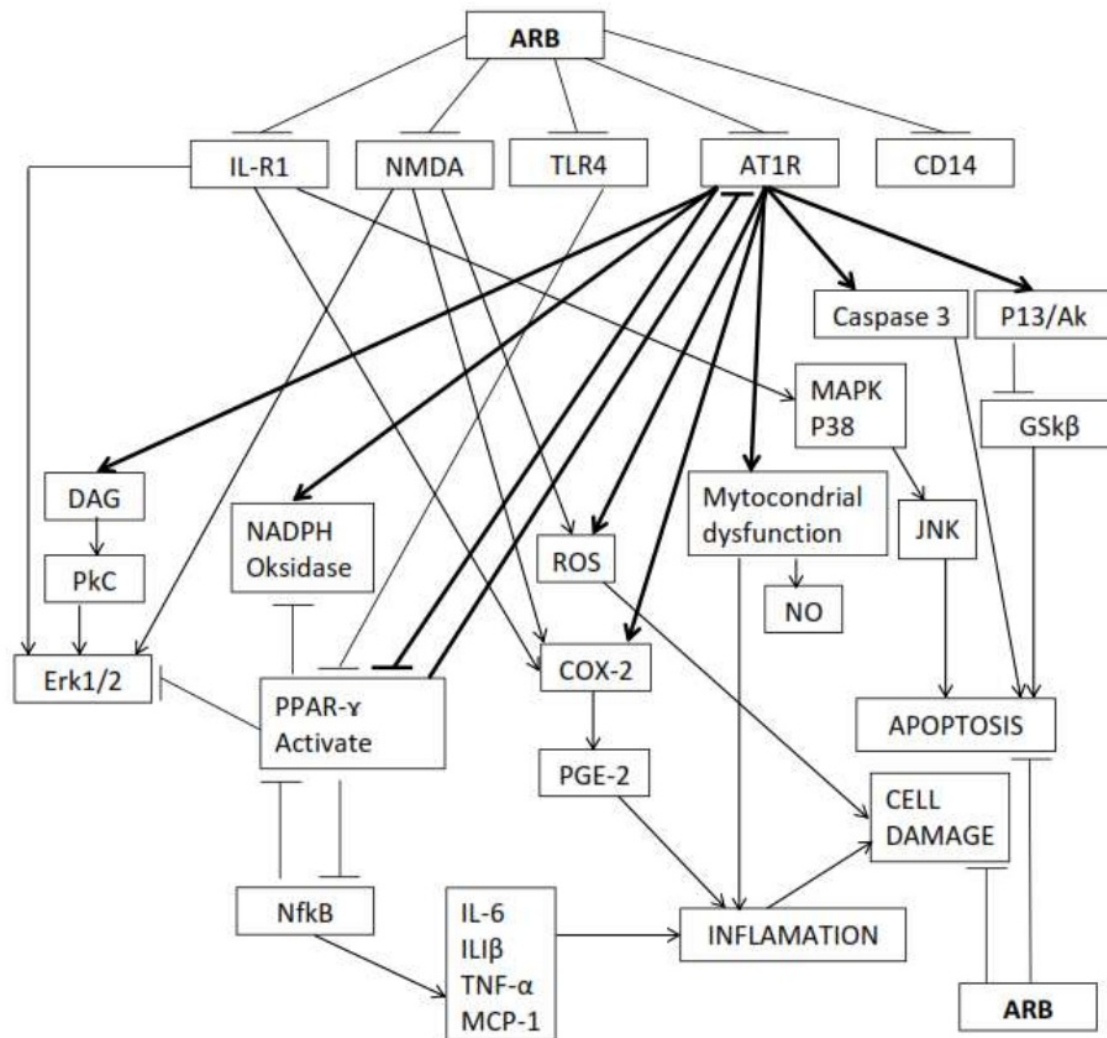 ARB
IL-R1
NMDA
TLR4
AT1R
CD14
Caspase 3
P13/Ak
MAPK
P38
GSkβ
DAG
NADPH
Oksidase
Mytocondrial
dysfunction
JNK
ROS
PkC
NO
Erk1/2
COX-2
PPAR-ɤ
Activate
APOPTOSIS
PGE-2
CELL
DAMAGE
NfkB
IL-6
ILIβ
TNF-α
MCP-1
INFLAMATION
ARB